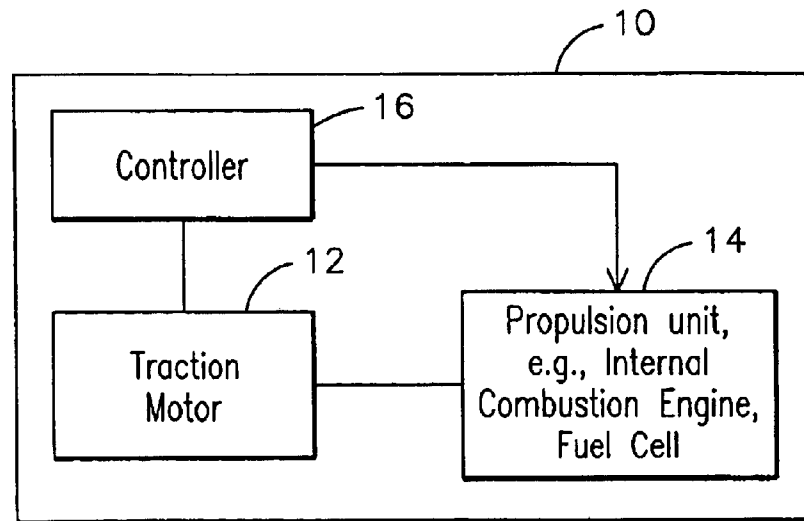 10
16
Controller
12
14
Traction
Motor
Propulsion unit,
e.g., Internal
Combustion Engine,
Fuel Cell